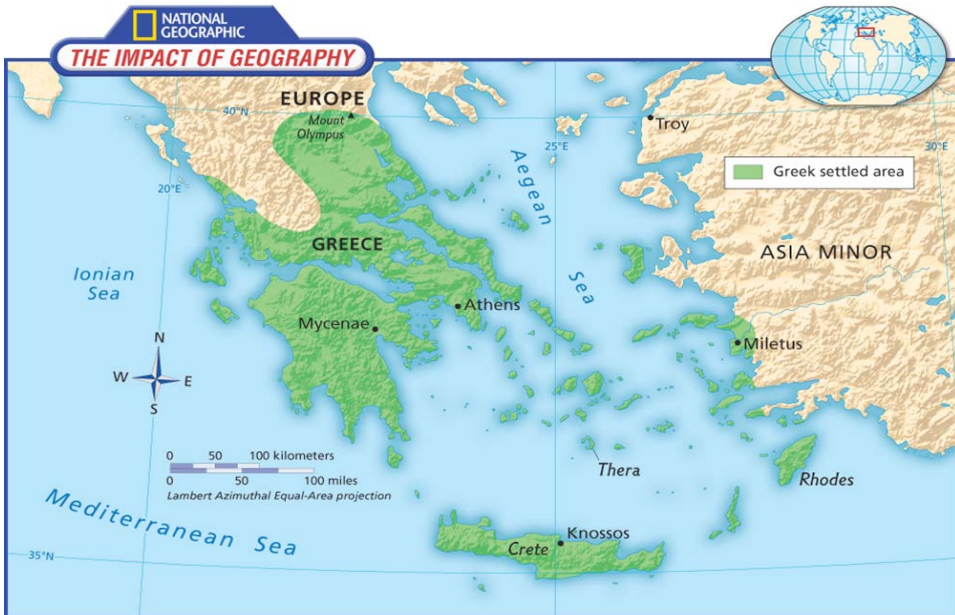 NATIONAL
GEOGRAPHIC
THE IMPACT OF GEOGRAPHY
EUROPE
40°N
Mount
Olympus
Troy
25°E
30°E
Aegean
Sea
Greek settled area
20°E
GREECE
ASIA MINOR
Ionian
Sea
Athens
Mycenae
Miletus
N
W
E
S
0 50 100 kilometers
0 50 100 miles
Lambert Azimuthal Equal-Area projection
Thera
Rhodes
Mediterranean Sea
Knossos
Crete
35°N